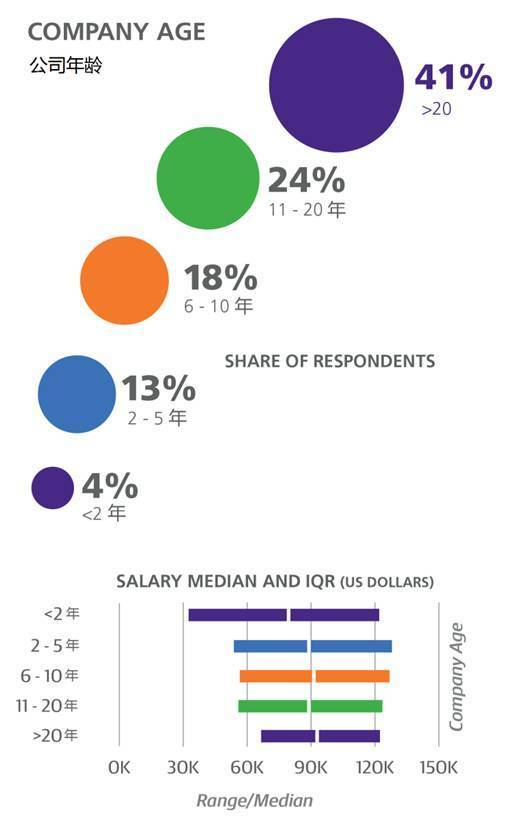 COMPANY AGE
公司年龄
41%
>20
24%
11 - 20 年
18%
6 - 10 年
SHARE OF RESPONDENTS
13%
2 - 5 年
4%
<2 年
SALARY MEDIAN AND IQR (US DOLLARS)
<2 年
2 - 5 年
6 - 10 年
11 - 20 年
>20 年
Company Age
0K 30K 60K 90K 120K 150K
Range/Median